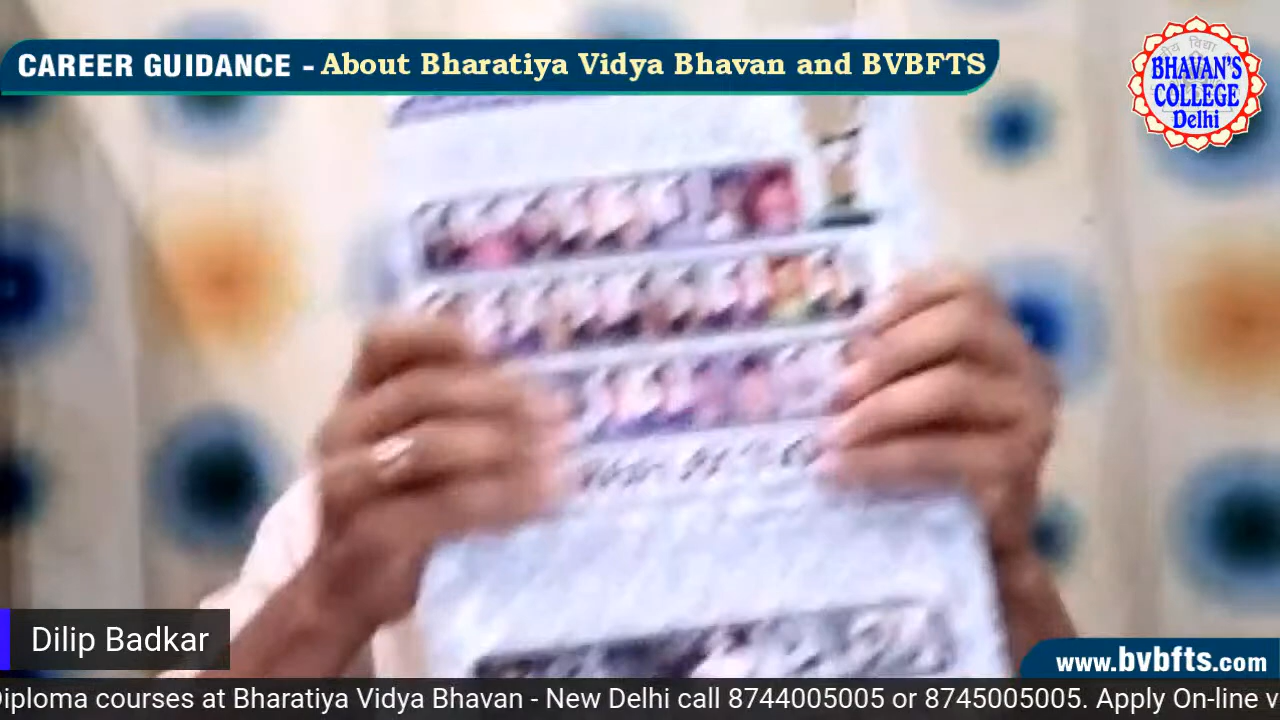 CAREER GUIDANCE - About Bharatiya Vidya Bhavan and BVBFTS
BHAVAN'S
COLLEGE
Delhi
Dilip Badkar
www.bvbfts.com
Diploma courses at Bharatiya Vidya Bhavan - New Delhi call 8744005005 or 8745005005. Apply On-line v